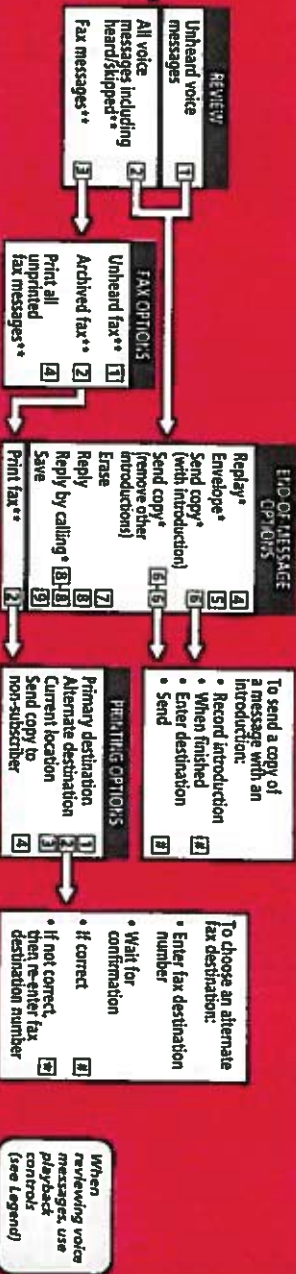 REVIEW
Unheard voice
messages 1
All voice
messages including
heard/skipped** 2
Fax messages** 3
FAX OPTIONS
Unheard fax** 1
Archived fax** 2
Print all
unprinted
fax messages** 4
END OF MESSAGE
OPTIONS
Replay* 4
Envelope* 5
Send copy*
(with introduction) 6
Send copy*
(remove other
introductions) 6 6
Erase 7
Reply 8
Reply by calling* 8 8
Save 9
Print fax** 2
To send a copy of
a message with an
introduction:
• Record introduction
• When finished #
• Enter destination
• Send #
PRINTING OPTIONS
Primary destination 1
Alternate destination 2
Current location 3
Send copy to
non-subscriber 4
To choose an alternate
fax destination:
• Enter fax destination
number
• Wait for
confirmation
• If correct #
• If not correct,
then re-enter fax
destination number *
When
reviewing voice
messages, use
playback
controls
(see Legend)